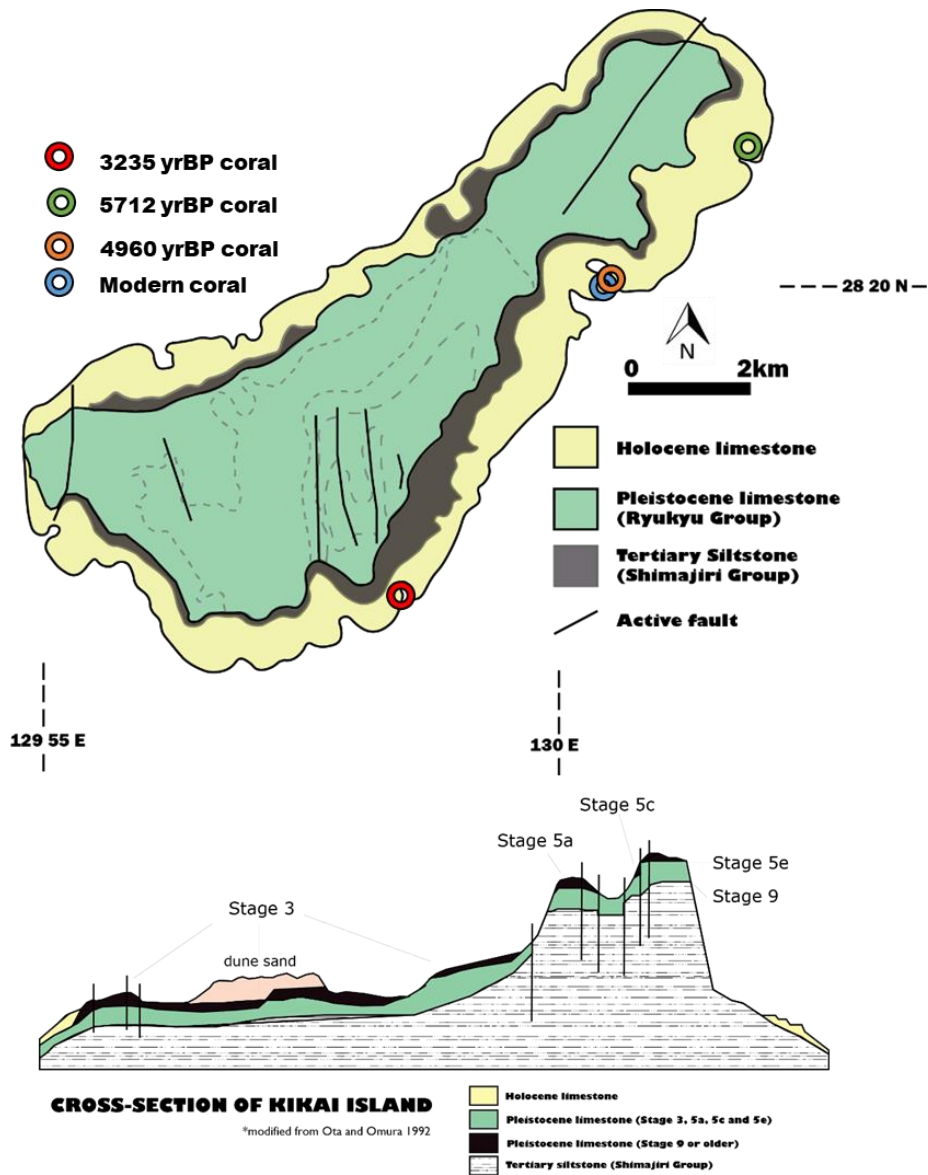 3235 yrBP coral
5712 yrBP coral
4960 yrBP coral
Modern coral
28 20 N
N
0 2km
Holocene limestone
Pleistocene limestone
(Ryukyu Group)
Tertiary Siltstone
(Shimajiri Group)
Active fault
129 55 E
130 E
Stage 5c
Stage 5a
Stage 5e
Stage 9
Stage 3
dune sand
CROSS-SECTION OF KIKAI ISLAND
*modified from Ota and Omura 1992
Holocene limestone
Pleistocene limestone (Stage 3, 5a, 5c and 5e)
Pleistocene limestone (Stage 9 or older)
Tertiary siltstone (Shimajiri Group)